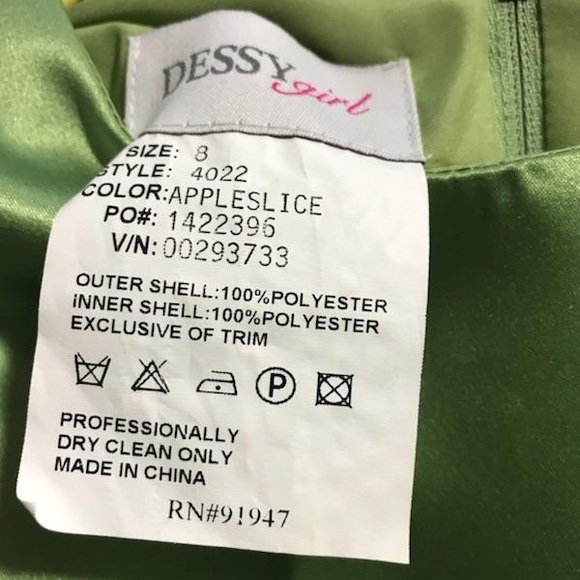 DESSY
girl
SIZE: 8
STYLE: 4022
COLOR:APPLESLICE
PO#: 1422396
V/N: 00293733
OUTER SHELL:100%POLYESTER
INNER SHELL:100%POLYESTER
EXCLUSIVE OF TRIM
P
PROFESSIONALLY
DRY CLEAN ONLY
MADE IN CHINA
RN#91947